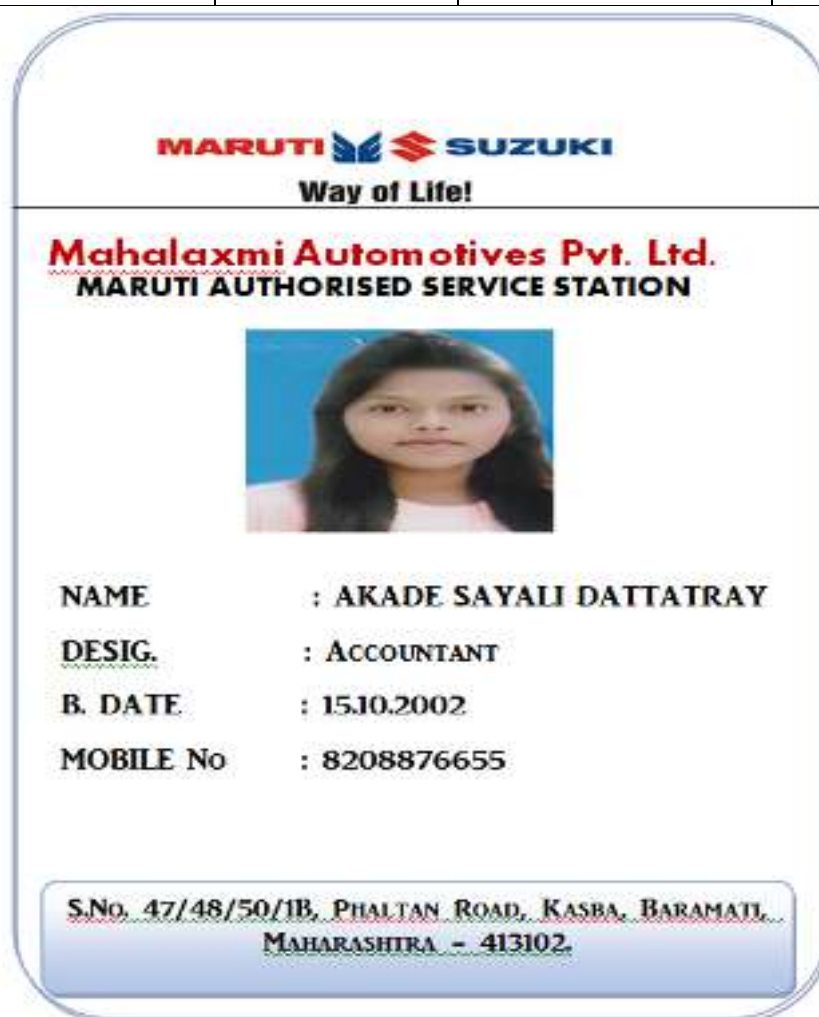 MARUTI SUZUKI
Way of Life!
Mahalaxmi Automotives Pvt. Ltd.
MARUTI AUTHORISED SERVICE STATION
NAME : AKADE SAYALI DATTATRAY
DESIG. : ACCOUNTANT
B. DATE : 15.10.2002
MOBILE No : 8208876655
S.NO. 47/48/50/1B, PHALTAN ROAD, KASBA, BARAMATI,
MAHARASHTRA - 413102.